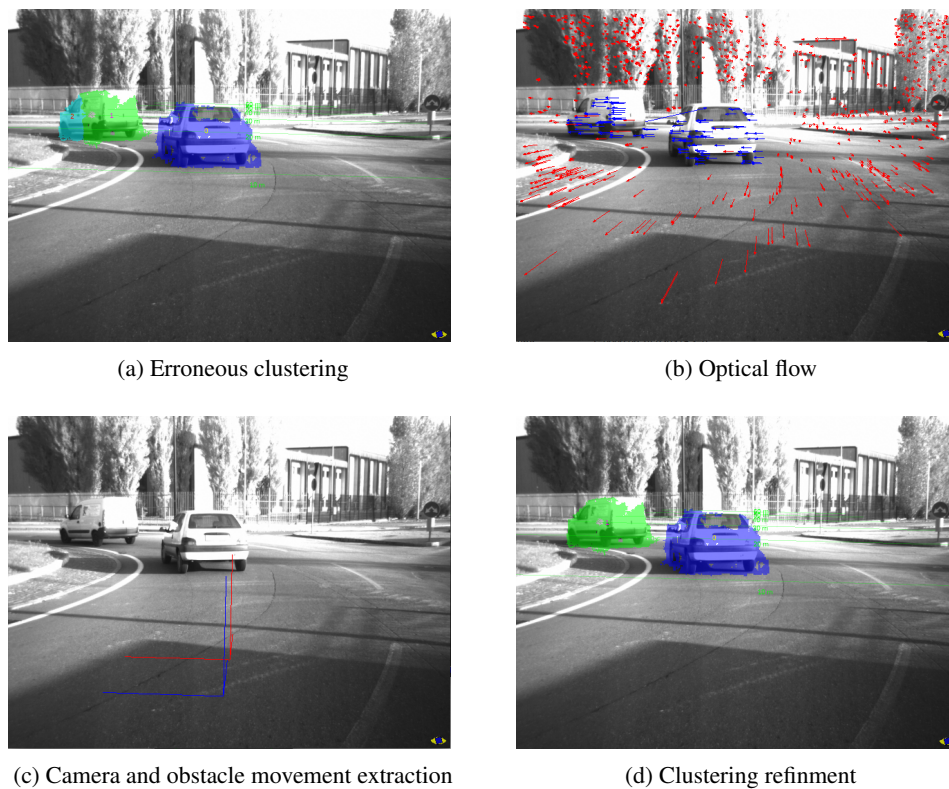 (a) Erroneous clustering
(b) Optical flow
(c) Camera and obstacle movement extraction
(d) Clustering refinment